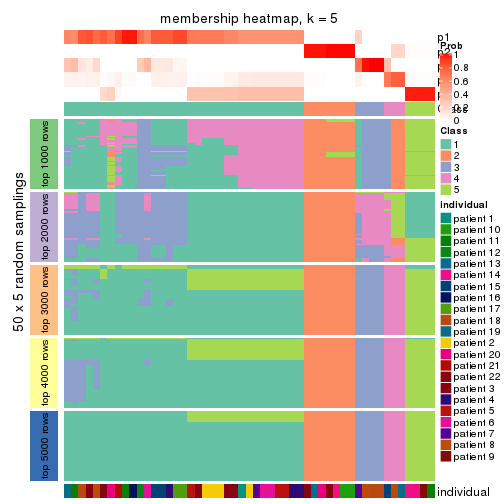 membership heatmap, k = 5
p1
p2
Prob
1
0.8
0.6
0.4
0.2
0
Class
1
2
3
4
5
individual
patient 1
patient 10
patient 11
patient 12
patient 13
patient 14
patient 15
patient 16
patient 17
patient 18
patient 19
patient 2
patient 20
patient 21
patient 22
patient 3
patient 4
patient 5
patient 6
patient 7
patient 8
patient 9
50 x 5 random samplings
top 1000 rows
top 2000 rows
top 3000 rows
top 4000 rows
top 5000 rows
individual